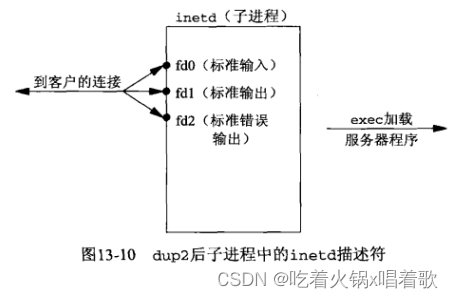 inetd（子进程）
fd0（标准输入）
到客户的连接
fd1（标准输出）
fd2（标准错误
输出）
exec加载
服务器程序
图13-10 dup2后子进程中的inetd描述符
CSDN @吃着火锅x唱着歌